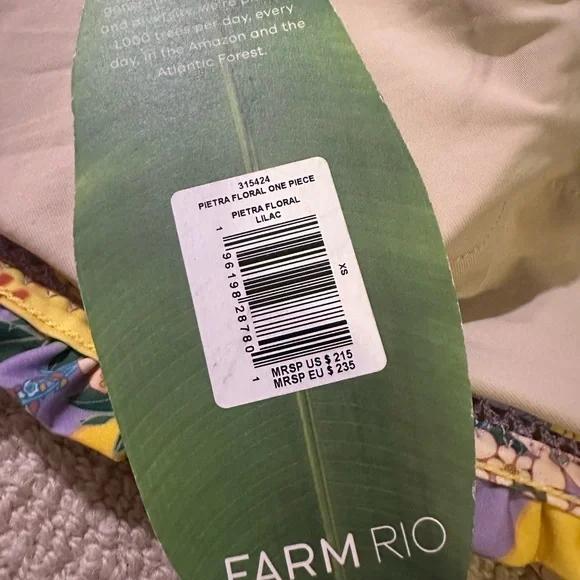 and
1,000 trees per day, every
day, in the Amazon and the
Atlantic Forest.
315424
PIETRA FLORAL ONE PIECE
PIETRA FLORAL
LILAC
XS
1 96198 28780 1
MRSP US $ 215
MRSP EU $ 235
FARM RIO